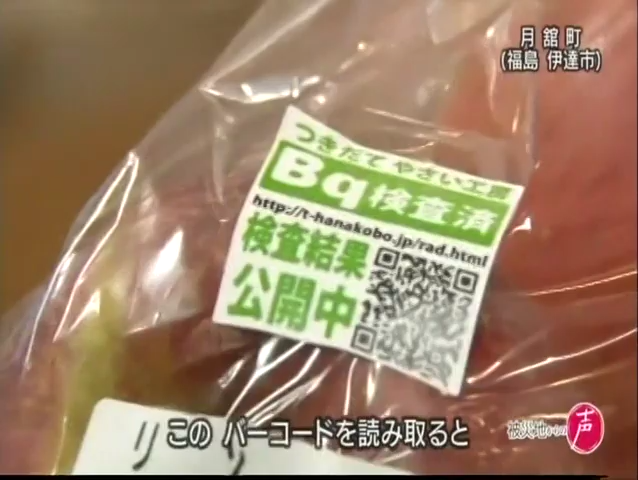 月舘町
(福島 伊達市)
つきだて やさい工房
Bq検査済
http://t-hanakobo.jp/rad.html
検査結果
公開中
リ
この バーコードを読み取ると
被災地からの声